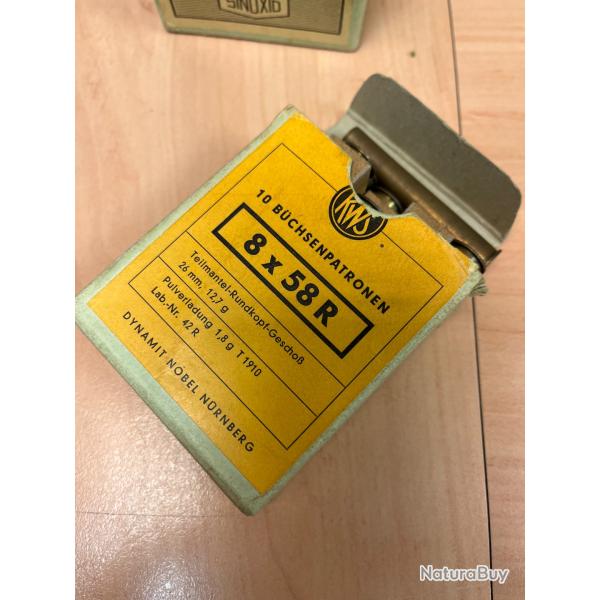 SINOXID
RWS
10 BÜCHSENPATRONEN
8 x 58 R
Teilmantel-Rundkopf-Geschoß
26 mm, 12,7 g
Pulverladung 1,8 g T 1910
Lab.-Nr. 42 R
DYNAMIT NOBEL NÜRNBERG
NaturaBuy